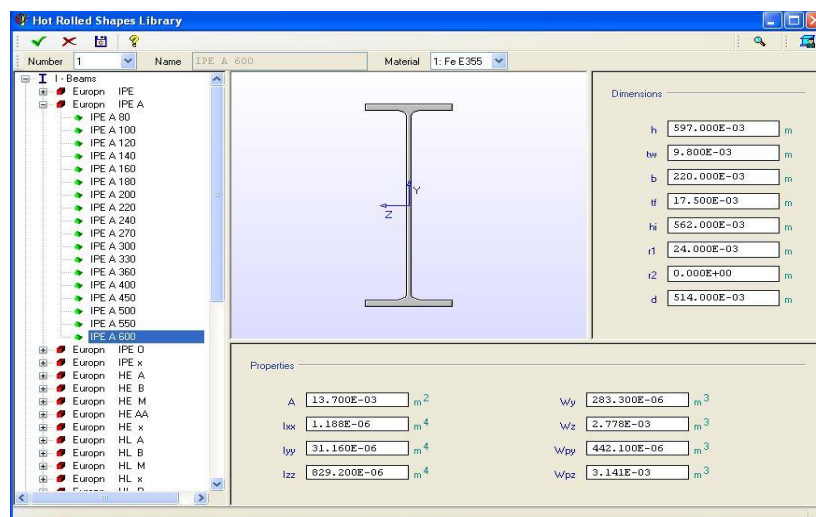 Hot Rolled Shapes Library
Number 1 Name IPE A 600 Material 1: Fe E355
I - Beams
Europn IPE
Europn IPE A
IPE A 80
IPE A 100
IPE A 120
IPE A 140
IPE A 160
IPE A 180
IPE A 200
IPE A 220
IPE A 240
IPE A 270
IPE A 300
IPE A 330
IPE A 360
IPE A 400
IPE A 450
IPE A 500
IPE A 550
IPE A 600
Europn IPE O
Europn IPE x
Europn HE A
Europn HE B
Europn HE M
Europn HE AA
Europn HE x
Europn HL A
Europn HL B
Europn HL M
Europn HL x
Y
Z
Dimensions
h 597.000E-03 m
tw 9.800E-03 m
b 220.000E-03 m
tf 17.500E-03 m
hi 562.000E-03 m
r1 24.000E-03 m
r2 0.000E+00 m
d 514.000E-03 m
Properties
A 13.700E-03 m2 Wy 283.300E-06 m3
Ixx 1.188E-06 m4 Wz 2.778E-03 m3
Iyy 31.160E-06 m4 Wpy 442.100E-06 m3
Izz 829.200E-06 m4 Wpz 3.141E-03 m3